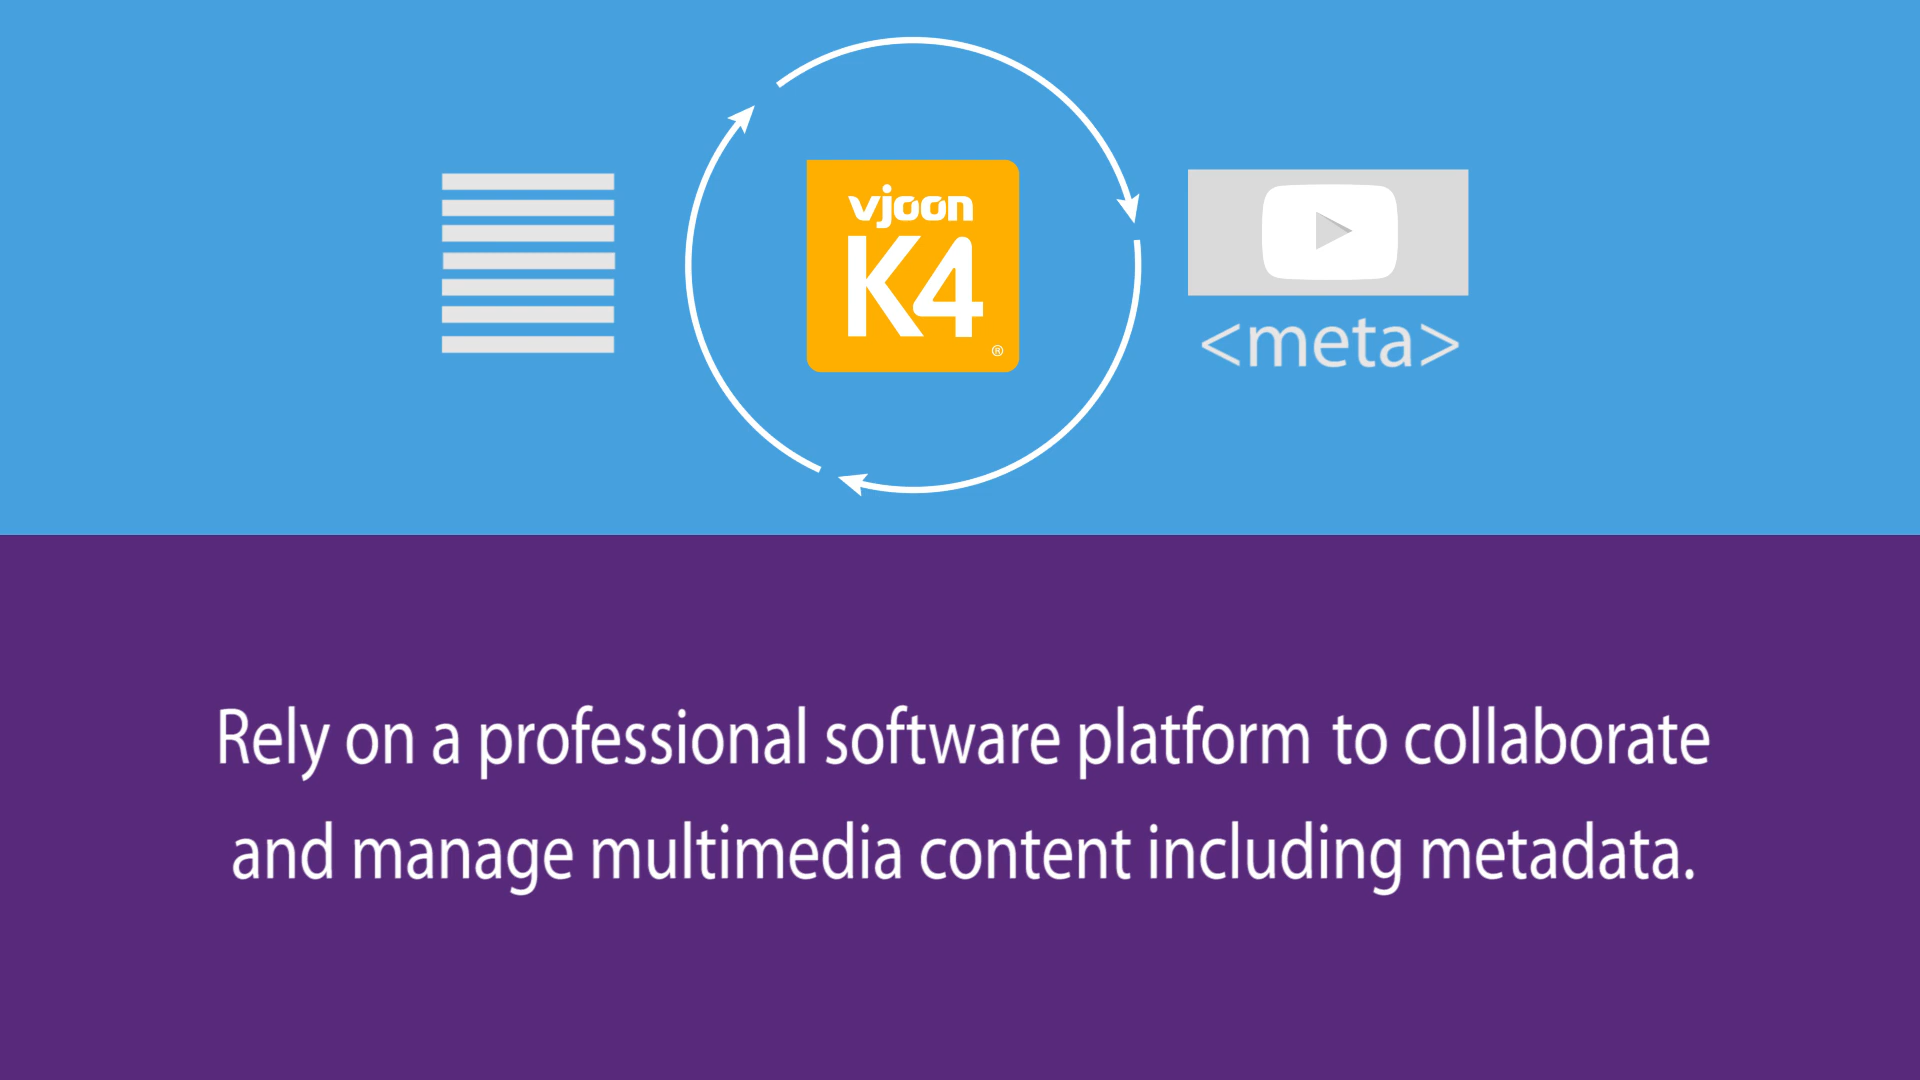 vjoon
K4
®
<meta>
Rely on a professional software platform to collaborate
and manage multimedia content including metadata.